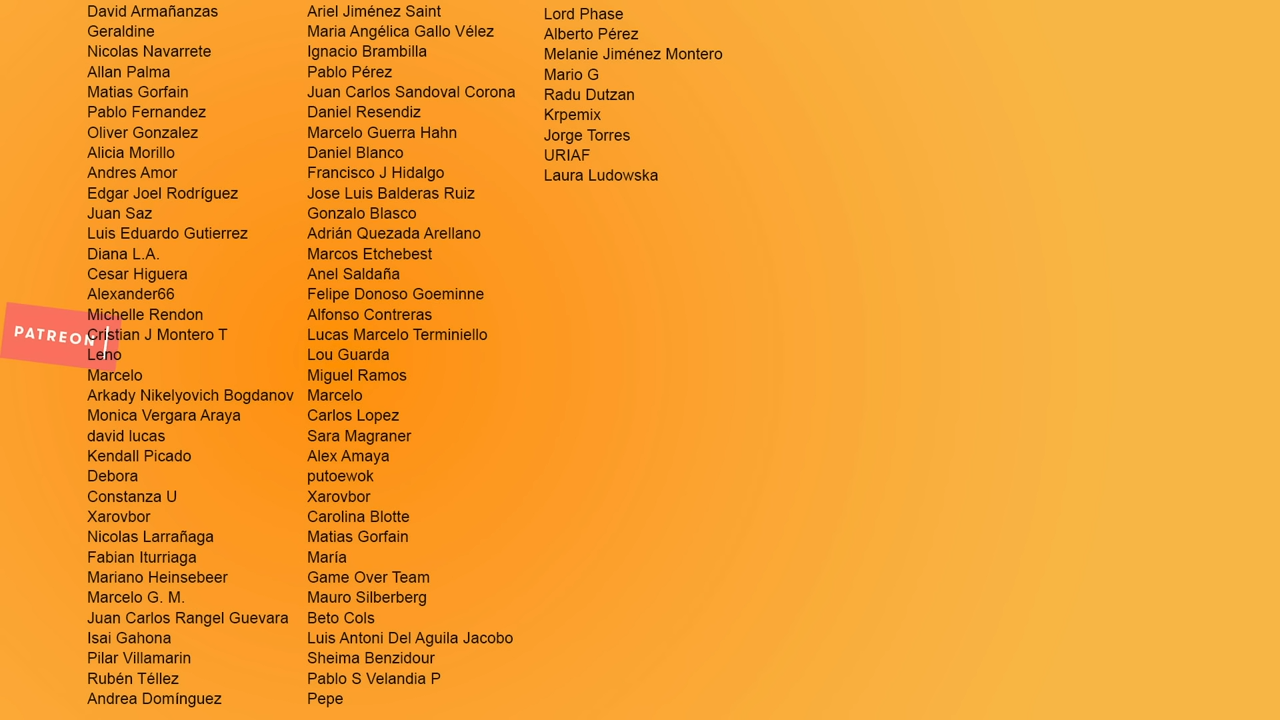 David Armañanzas
Geraldine
Nicolas Navarrete
Allan Palma
Matias Gorfain
Pablo Fernandez
Oliver Gonzalez
Alicia Morillo
Andres Amor
Edgar Joel Rodríguez
Juan Saz
Luis Eduardo Gutierrez
Diana L.A.
Cesar Higuera
Alexander66
Michelle Rendon
Cristian J Montero T
Leno
Marcelo
Arkady Nikelyovich Bogdanov
Monica Vergara Araya
david lucas
Kendall Picado
Debora
Constanza U
Xarovbor
Nicolas Larrañaga
Fabian Iturriaga
Mariano Heinsebeer
Marcelo G. M.
Juan Carlos Rangel Guevara
Isai Gahona
Pilar Villamarin
Rubén Téllez
Andrea Domínguez
PATREON
Ariel Jiménez Saint
Maria Angélica Gallo Vélez
Ignacio Brambilla
Pablo Pérez
Juan Carlos Sandoval Corona
Daniel Resendiz
Marcelo Guerra Hahn
Daniel Blanco
Francisco J Hidalgo
Jose Luis Balderas Ruiz
Gonzalo Blasco
Adrián Quezada Arellano
Marcos Etchebest
Anel Saldaña
Felipe Donoso Goeminne
Alfonso Contreras
Lucas Marcelo Terminiello
Lou Guarda
Miguel Ramos
Marcelo
Carlos Lopez
Sara Magraner
Alex Amaya
putoewok
Xarovbor
Carolina Blotte
Matias Gorfain
María
Game Over Team
Mauro Silberberg
Beto Cols
Luis Antoni Del Aguila Jacobo
Sheima Benzidour
Pablo S Velandia P
Pepe
Lord Phase
Alberto Pérez
Melanie Jiménez Montero
Mario G
Radu Dutzan
Krpemix
Jorge Torres
URIAF
Laura Ludowska